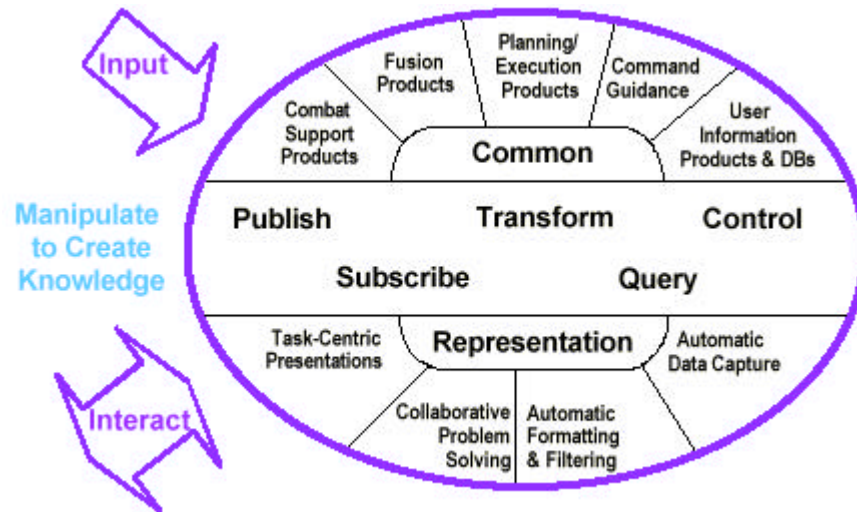 Input
Combat
Support
Products
Fusion
Products
Planning/
Execution
Products
Command
Guidance
User
Information
Products & DBs
Common
Manipulate
to Create
Knowledge
Publish
Transform
Control
Subscribe
Query
Interact
Task-Centric
Presentations
Representation
Automatic
Data Capture
Collaborative
Problem
Solving
Automatic
Formatting
& Filtering